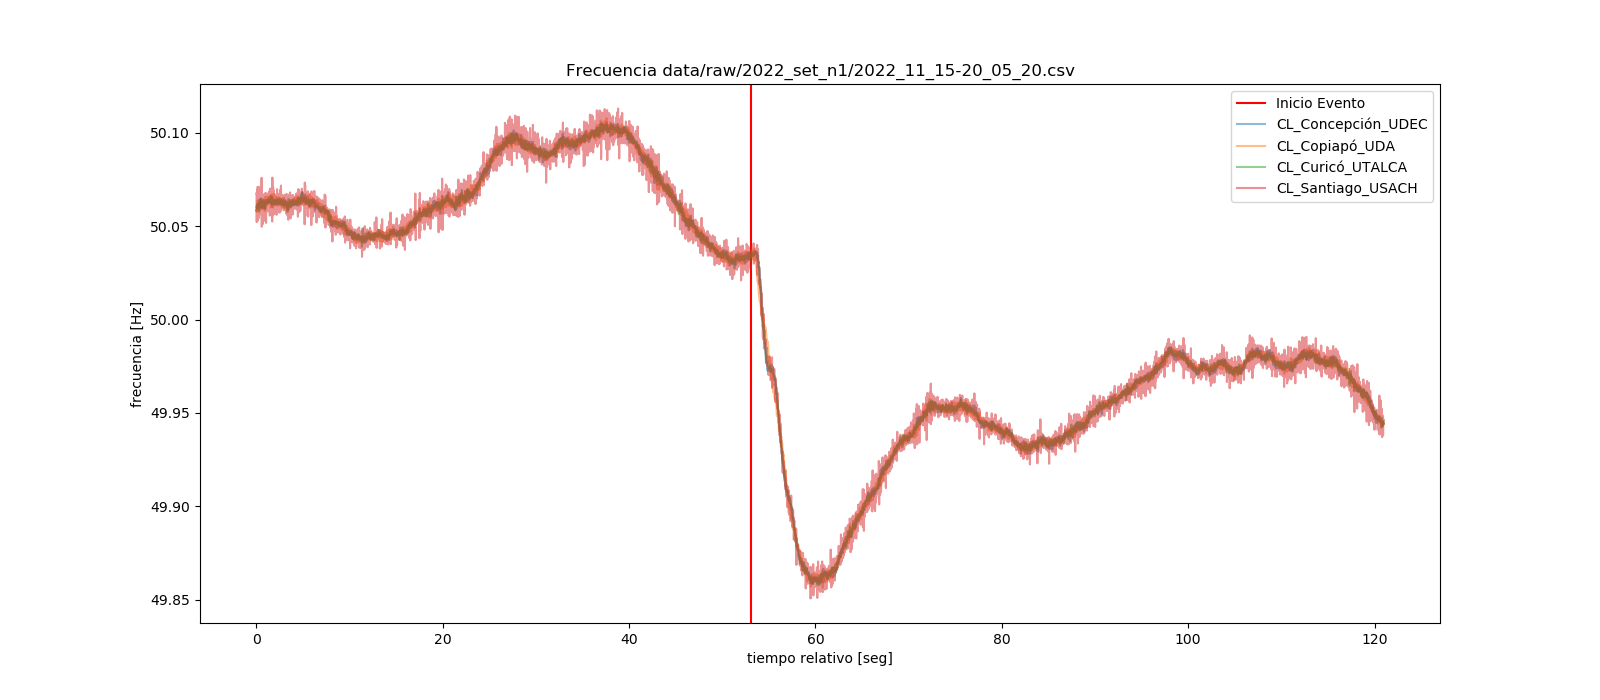 Frecuencia data/raw/2022_set_n1/2022_11_15-20_05_20.csv
Inicio Evento
CL_Concepción_UDEC
CL_Copiapó_UDA
CL_Curicó_UTALCA
CL_Santiago_USACH
frecuencia [Hz]
50.10
50.05
50.00
49.95
49.90
49.85
0 20 40 60 80 100 120
tiempo relativo [seg]